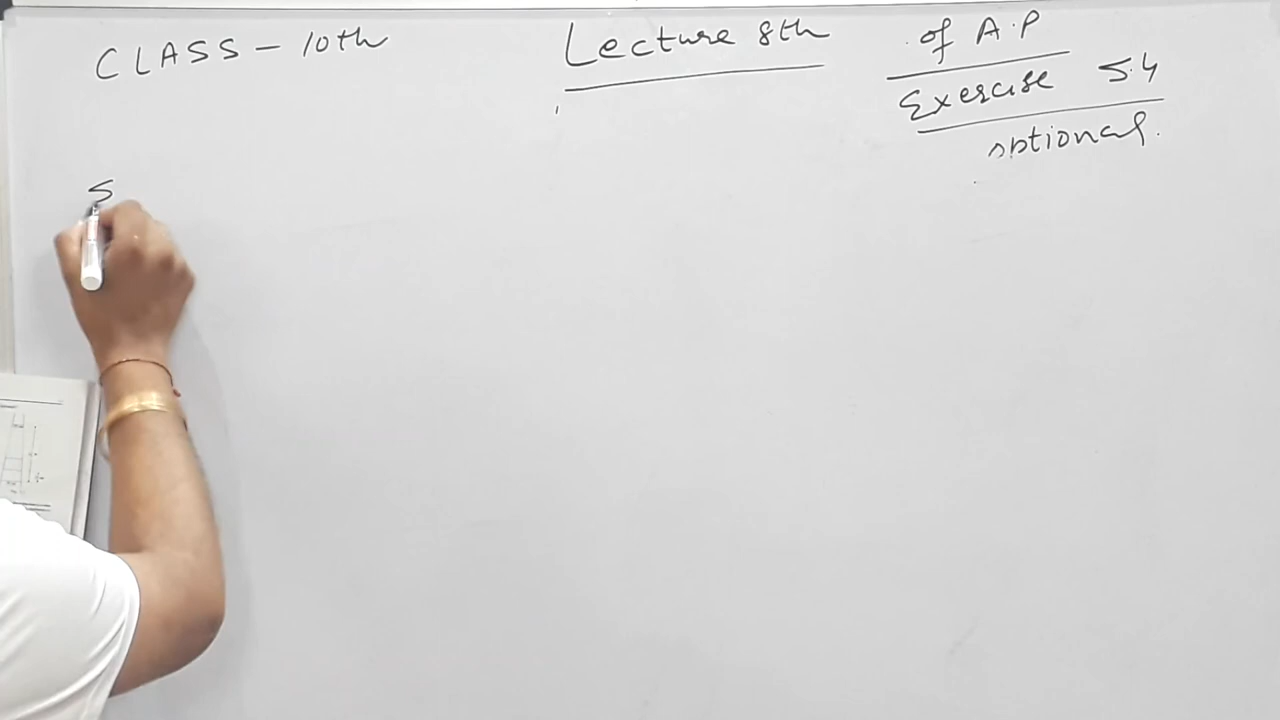 CLASS - 10th
Lecture 8th of A.P
Exercise 5.4
optional.
S